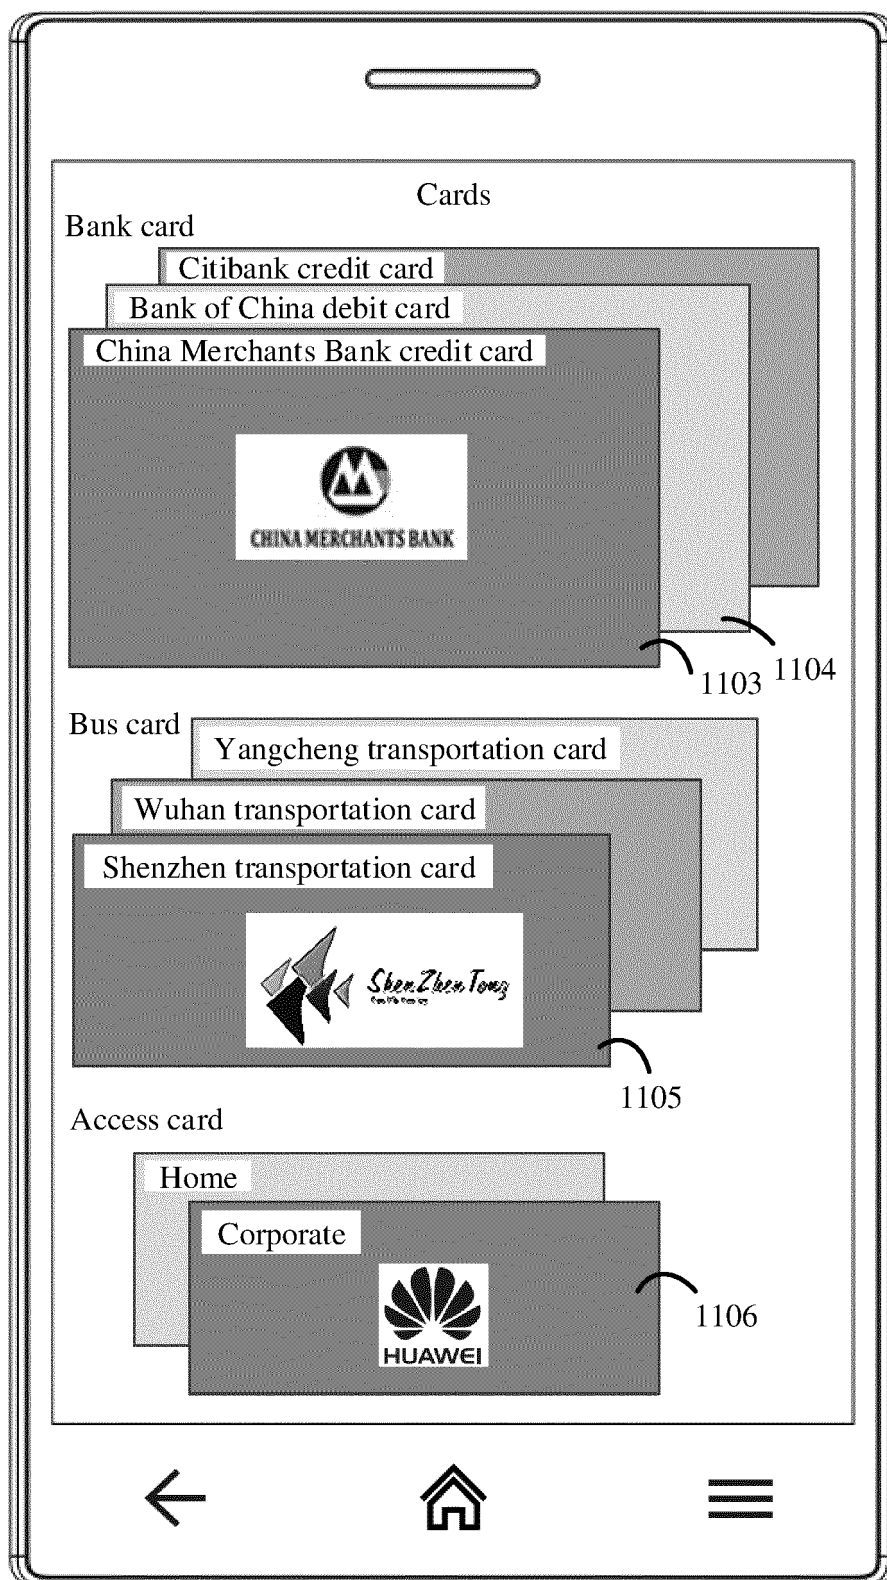 Cards
Bank card
Citibank credit card
Bank of China debit card
China Merchants Bank credit card
CHINA MERCHANTS BANK
1103
1104
Bus card
Yangcheng transportation card
Wuhan transportation card
Shenzhen transportation card
ShenZhenTong
1105
Access card
Home
Corporate
HUAWEI
1106